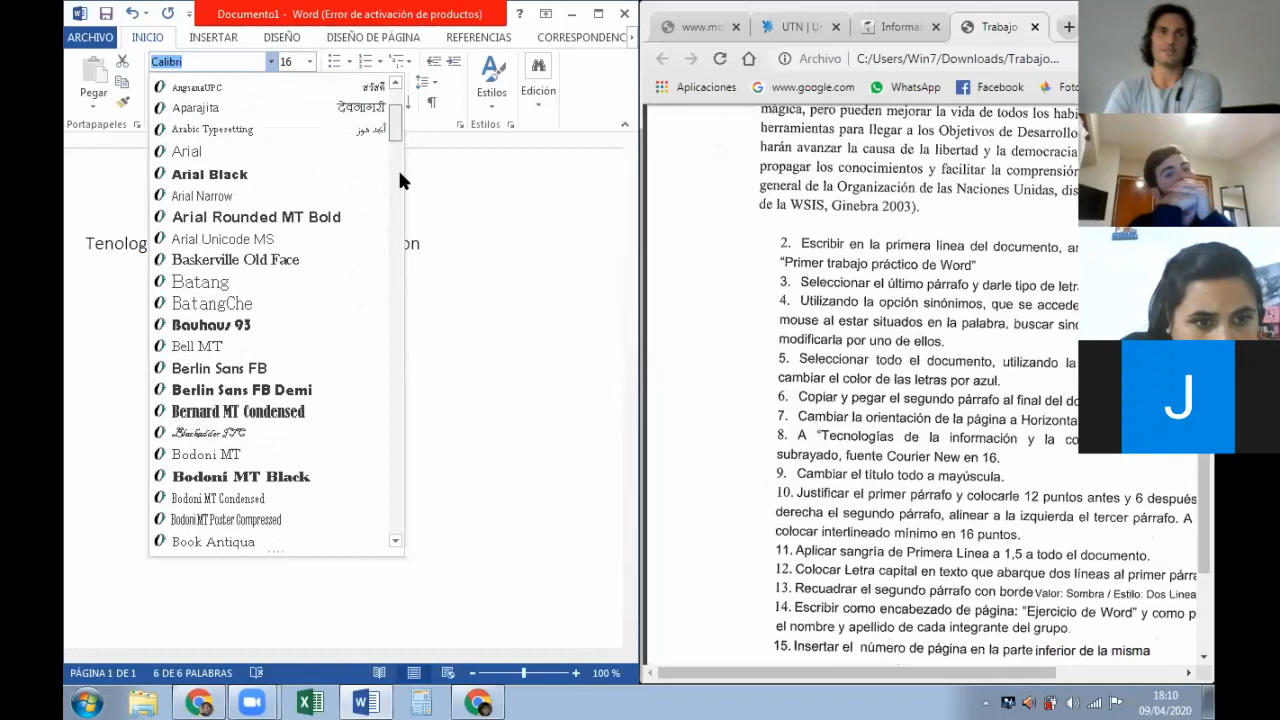 Documento1 - Word (Error de activación de productos)
ARCHIVO INICIO INSERTAR DISEÑO DISEÑO DE PÁGINA REFERENCIAS CORRESPONDENC
Calibri 16
Pegar
Estilos
Edición
Portapapeles
Estilos
AngsanaUPC สวัสดี
Aparajita देवनागरी
Arabic Typesetting أبجد هوز
Arial
Arial Black
Arial Narrow
Arial Rounded MT Bold
Arial Unicode MS
Baskerville Old Face
Batang
BatangChe
Bauhaus 93
Bell MT
Berlin Sans FB
Berlin Sans FB Demi
Bernard MT Condensed
Blackadder ITC
Bodoni MT
Bodoni MT Black
Bodoni MT Condensed
Bodoni MT Poster Compressed
Book Antiqua
Tenolog on
PÁGINA 1 DE 1 6 DE 6 PALABRAS 100 %
www.mo UTN | U Informat Trabajo
Archivo C:/Users/Win7/Downloads/Trabajo...
Aplicaciones www.google.com WhatsApp Facebook Foto
mágica, pero pueden mejorar la vida de todos los habi
herramientas para llegar a los Objetivos de Desarrollo
harán avanzar la causa de la libertad y la democracia
propagar los conocimientos y facilitar la comprensión
general de la Organización de las Naciones Unidas, dis
de la WSIS, Ginebra 2003).
2. Escribir en la primera línea del documento, an
"Primer trabajo práctico de Word"
3. Seleccionar el último párrafo y darle tipo de letra
4. Utilizando la opción sinónimos, que se accede
mouse al estar situados en la palabra, buscar sinó
modificarla por uno de ellos.
5. Seleccionar todo el documento, utilizando la
cambiar el color de las letras por azul.
6. Copiar y pegar el segundo párrafo al final del do
7. Cambiar la orientación de la página a Horizonta
8. A "Tecnologías de la información y la co
subrayado, fuente Courier New en 16.
9. Cambiar el título todo a mayúscula.
10. Justificar el primer párrafo y colocarle 12 puntos antes y 6 después
derecha el segundo párrafo, alinear a la izquierda el tercer párrafo. A
colocar interlineado mínimo en 16 puntos.
11. Aplicar sangría de Primera Línea a 1,5 a todo el documento.
12. Colocar Letra capital en texto que abarque dos líneas al primer párra
13. Recuadrar el segundo párrafo con borde Valor: Sombra / Estilo: Dos Linea
14. Escribir como encabezado de página: "Ejercicio de Word" y como p
el nombre y apellido de cada integrante del grupo.
15. Insertar el número de página en la parte inferior de la misma
J
18:10
09/04/2020